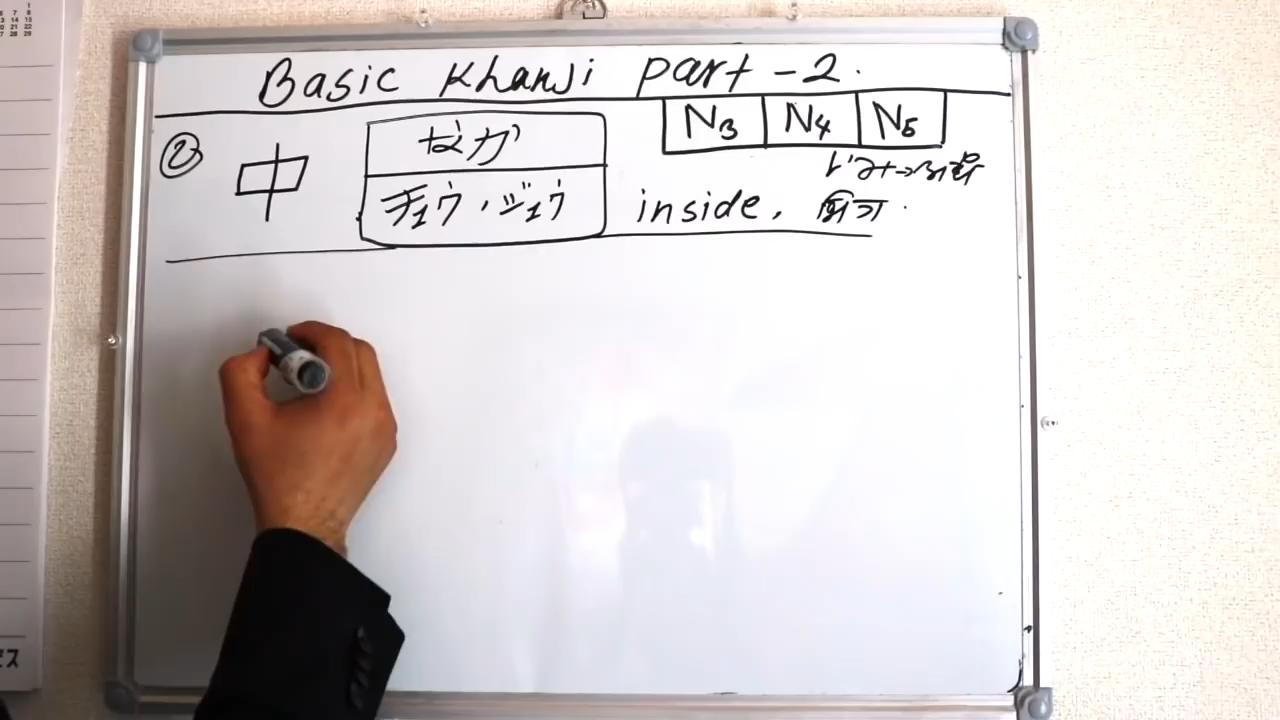 Basic Khanji part - 2.
N3 N4 N5
② 中 なか
チュウ・ジュウ inside, भित्र.